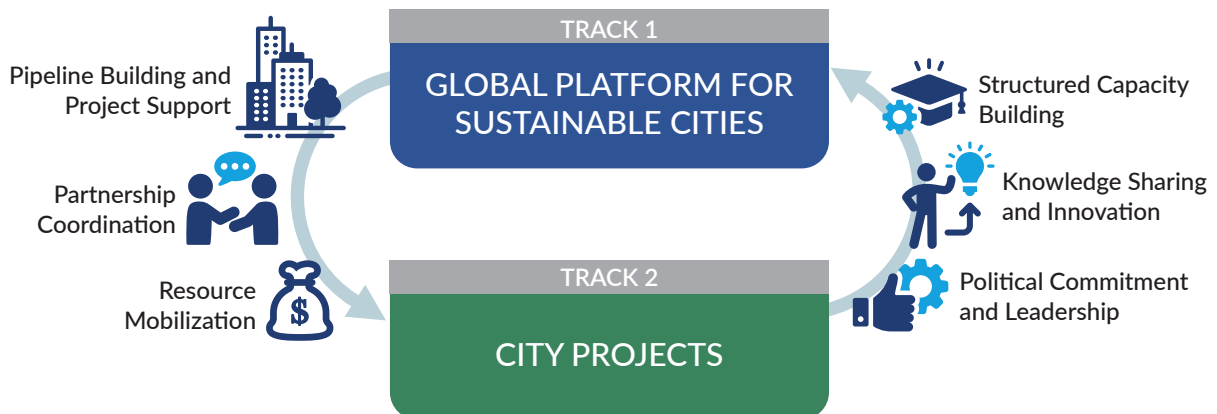 TRACK 1
GLOBAL PLATFORM FOR
SUSTAINABLE CITIES
Pipeline Building and
Project Support
Partnership
Coordination
Resource
Mobilization
$
TRACK 2
CITY PROJECTS
Structured Capacity
Building
Knowledge Sharing
and Innovation
Political Commitment
and Leadership